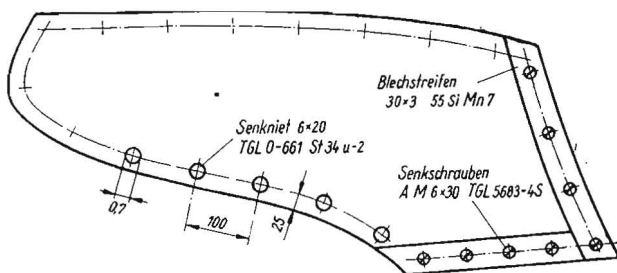 Blechstreifen
30×3 55 Si Mn 7
Senkniet 6×20
TGL 0-661 St 34 u-2
Senkschrauben
A M 6×30 TGL 5683-4S
0,7
100
25